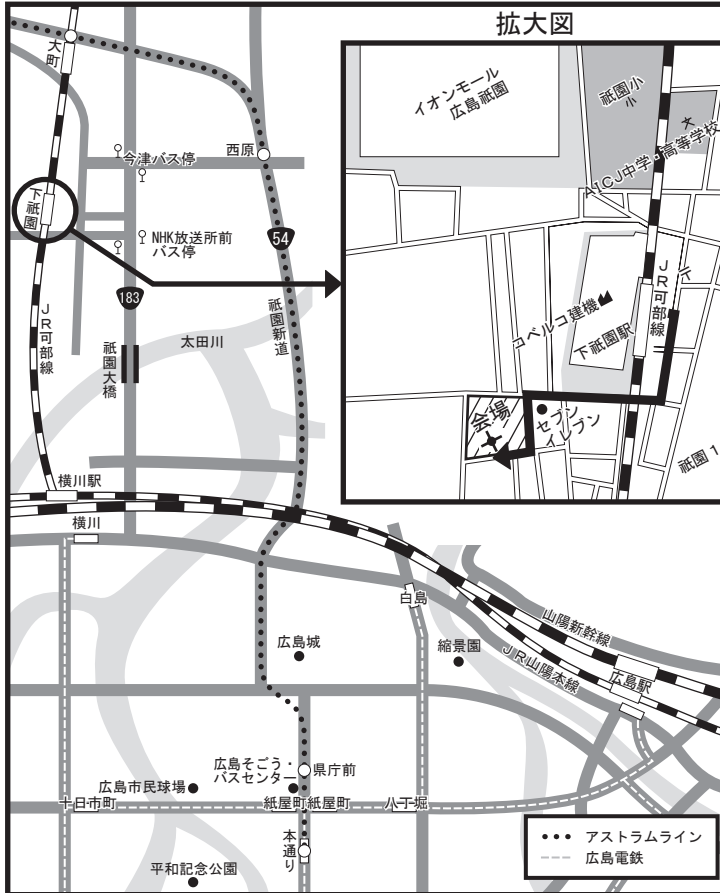 拡大図
大町
下祇園
今津バス停
西原
NHK放送所前
バス停
54
183
JR可部線
祇園大橋
太田川
祇園新道
イオンモール
広島祇園
祇園小
小
文
AICJ中学・高等学校
JR可部線
コベルコ建機
下祇園駅
〒
会場
セブン
イレブン
祇園1
横川駅
横川
白島
広島城
縮景園
山陽新幹線
JR山陽本線
広島駅
広島そごう・
バスセンター
県庁前
広島市民球場
十日市町
紙屋町
紙屋町
八丁堀
本通り
平和記念公園
アストラムライン
広島電鉄